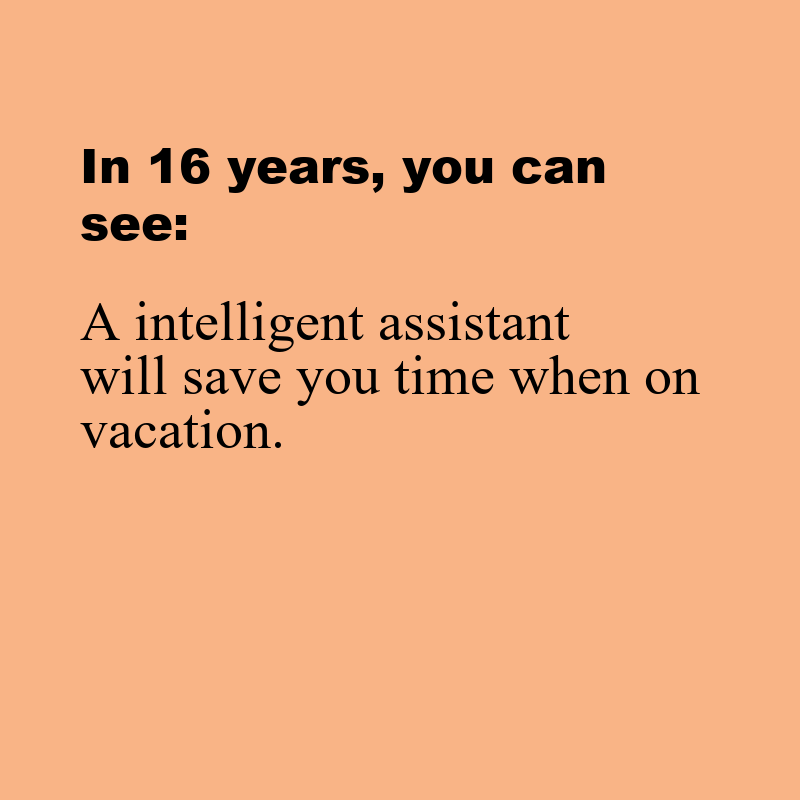 In 16 years, you can
see:
A intelligent assistant
will save you time when on
vacation.